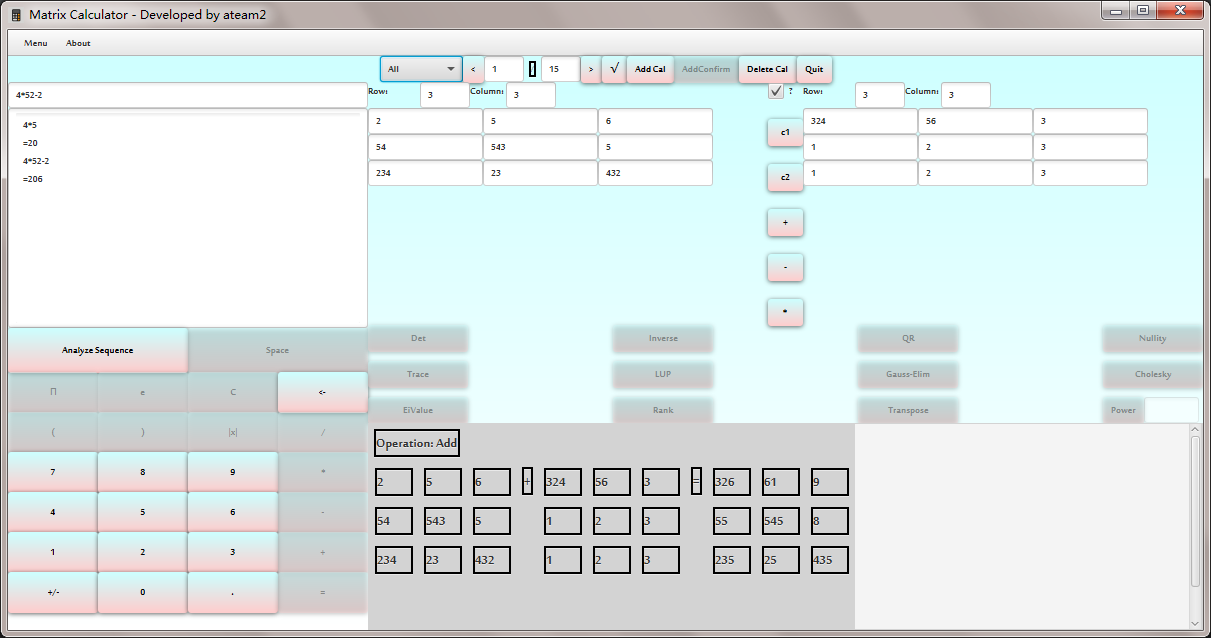 Matrix Calculator - Developed by ateam2
Menu About
All < 1 15 > √ Add Cal AddConfirm Delete Cal Quit
4*52-2
Row: 3 Column: 3
? Row: 3 Column: 3
4*5
=20
4*52-2
=206
2 5 6
54 543 5
234 23 432
c1
c2
+
-
*
324 56 3
1 2 3
1 2 3
Analyze Sequence Space
Π e C <-
( ) |x| /
7 8 9 *
4 5 6 -
1 2 3 +
+/- 0 . =
Det Inverse QR Nullity
Trace LUP Gauss-Elim Cholesky
EiValue Rank Transpose Power
Operation: Add
2 5 6 + 324 56 3 = 326 61 9
54 543 5 1 2 3 55 545 8
234 23 432 1 2 3 235 25 435